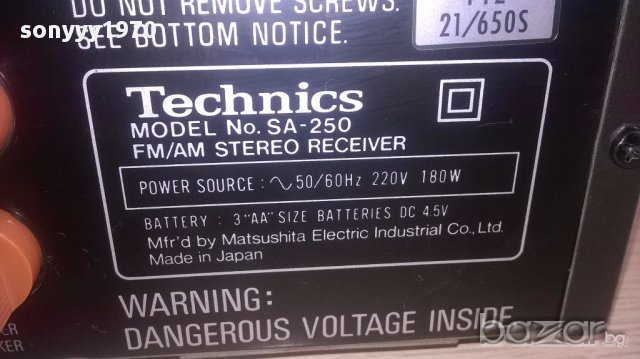 DO NOT REMOVE SCREWS.
sonyyy1970
SEE BOTTOM NOTICE.
21/650S
Technics
MODEL No. SA-250
FM/AM STEREO RECEIVER
POWER SOURCE : ∿ 50/60Hz 220V 180W
BATTERY : 3 "AA" SIZE BATTERIES DC 4.5V
Mfr'd by Matsushita Electric Industrial Co., Ltd.
Made in Japan
WARNING:
DANGEROUS VOLTAGE INSIDE
bazar.bg